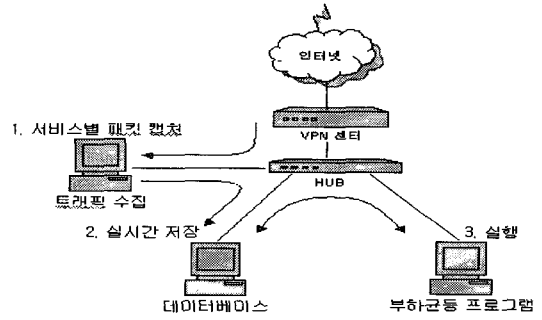 인터넷
VPN 센터
1. 서비스별 패킷 캡쳐
HUB
트래픽 수집
2. 실시간 저장
3. 실행
데이터베이스
부하균등 프로그램